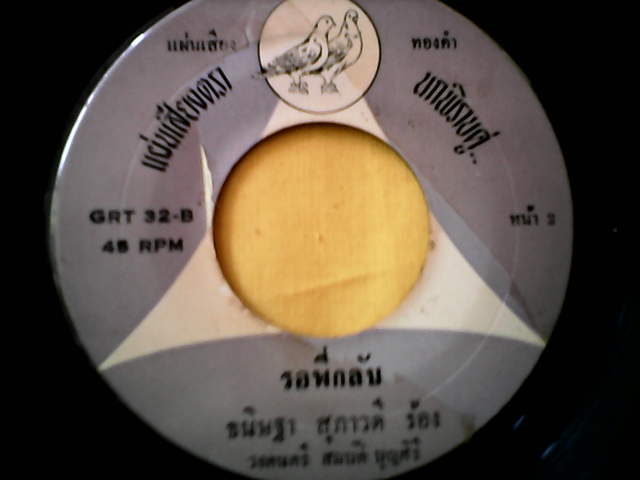 แผ่นเสียง ทองคำ
แผ่นเสียงตรา นกพิราบคู่..
GRT 32-B
45 RPM
หน้า 2
รอพี่กลับ
ธนิษฐา สุภาวดี ร้อง
วงดนตรี สมบัติ บุญศิริ